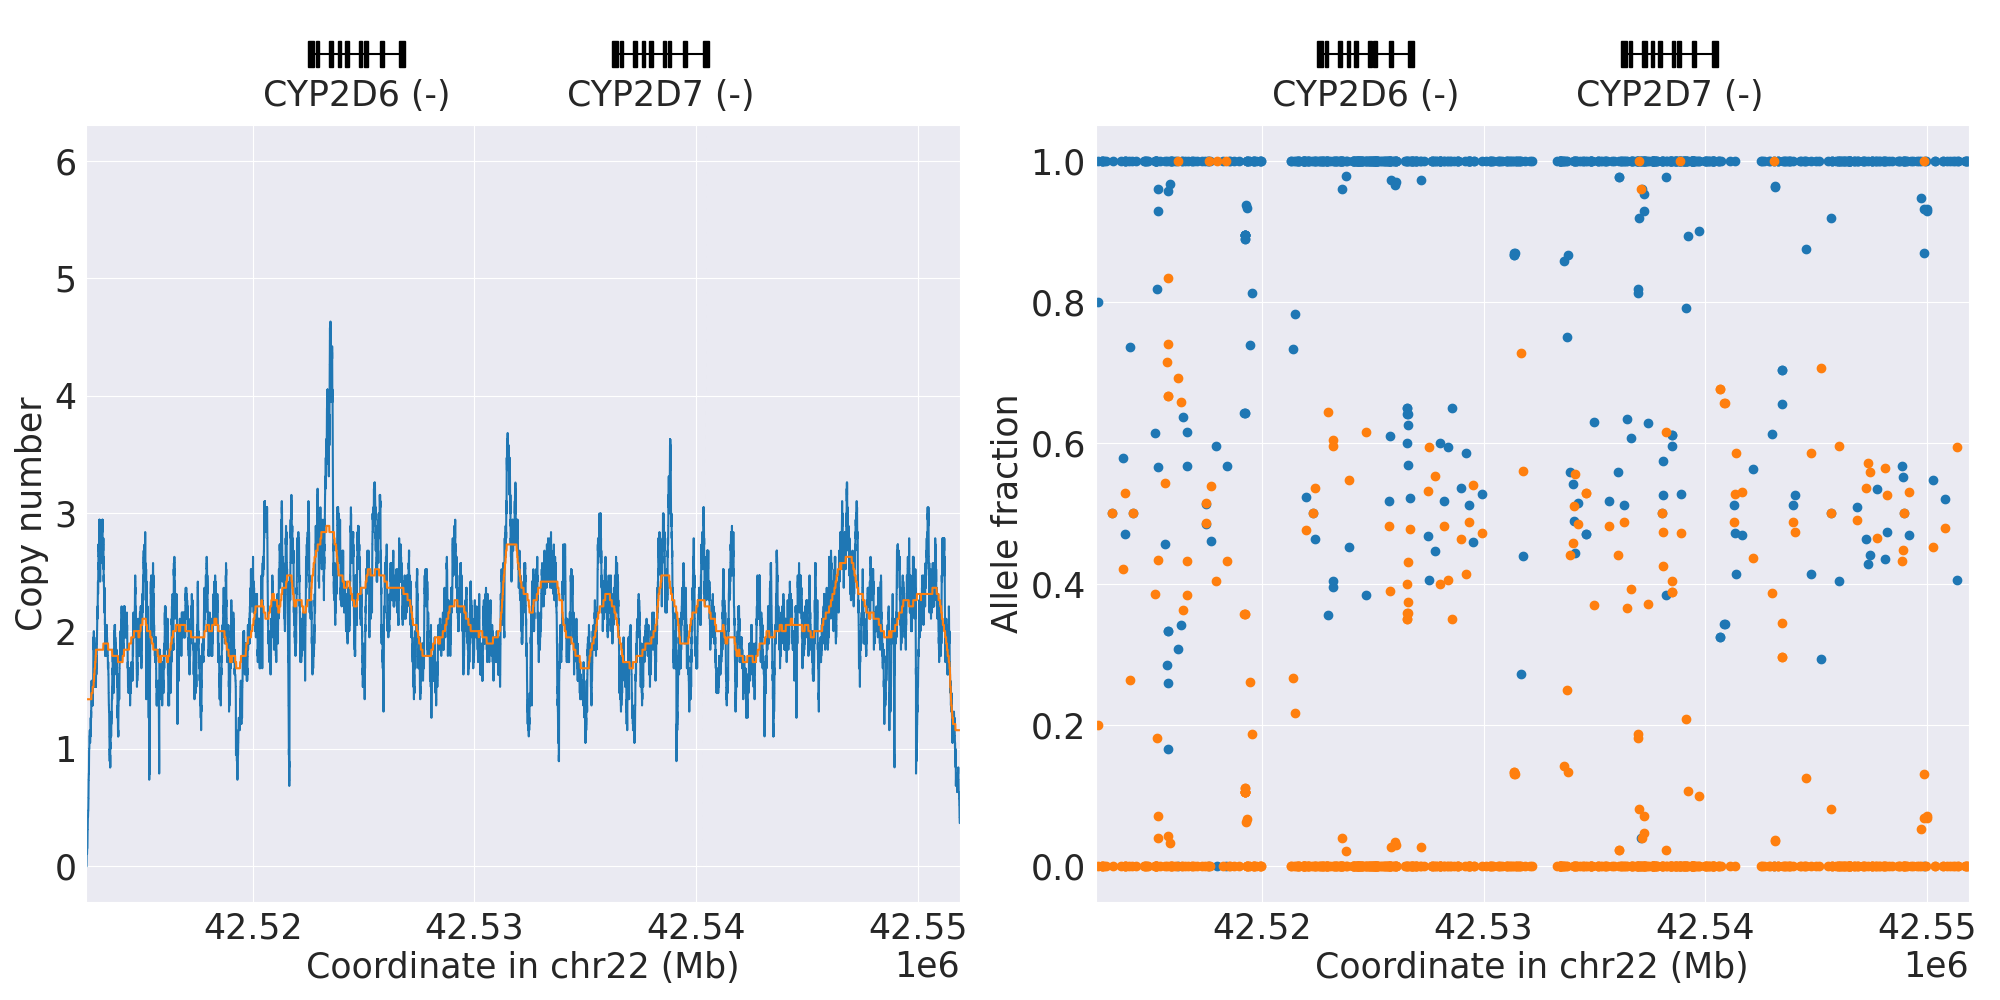 CYP2D6 (-)
CYP2D7 (-)
6
5
4
3
2
1
0
Copy number
42.52
42.53
42.54
42.55
1e6
Coordinate in chr22 (Mb)
CYP2D6 (-)
CYP2D7 (-)
1.0
0.8
0.6
0.4
0.2
0.0
Allele fraction
42.52
42.53
42.54
42.55
1e6
Coordinate in chr22 (Mb)